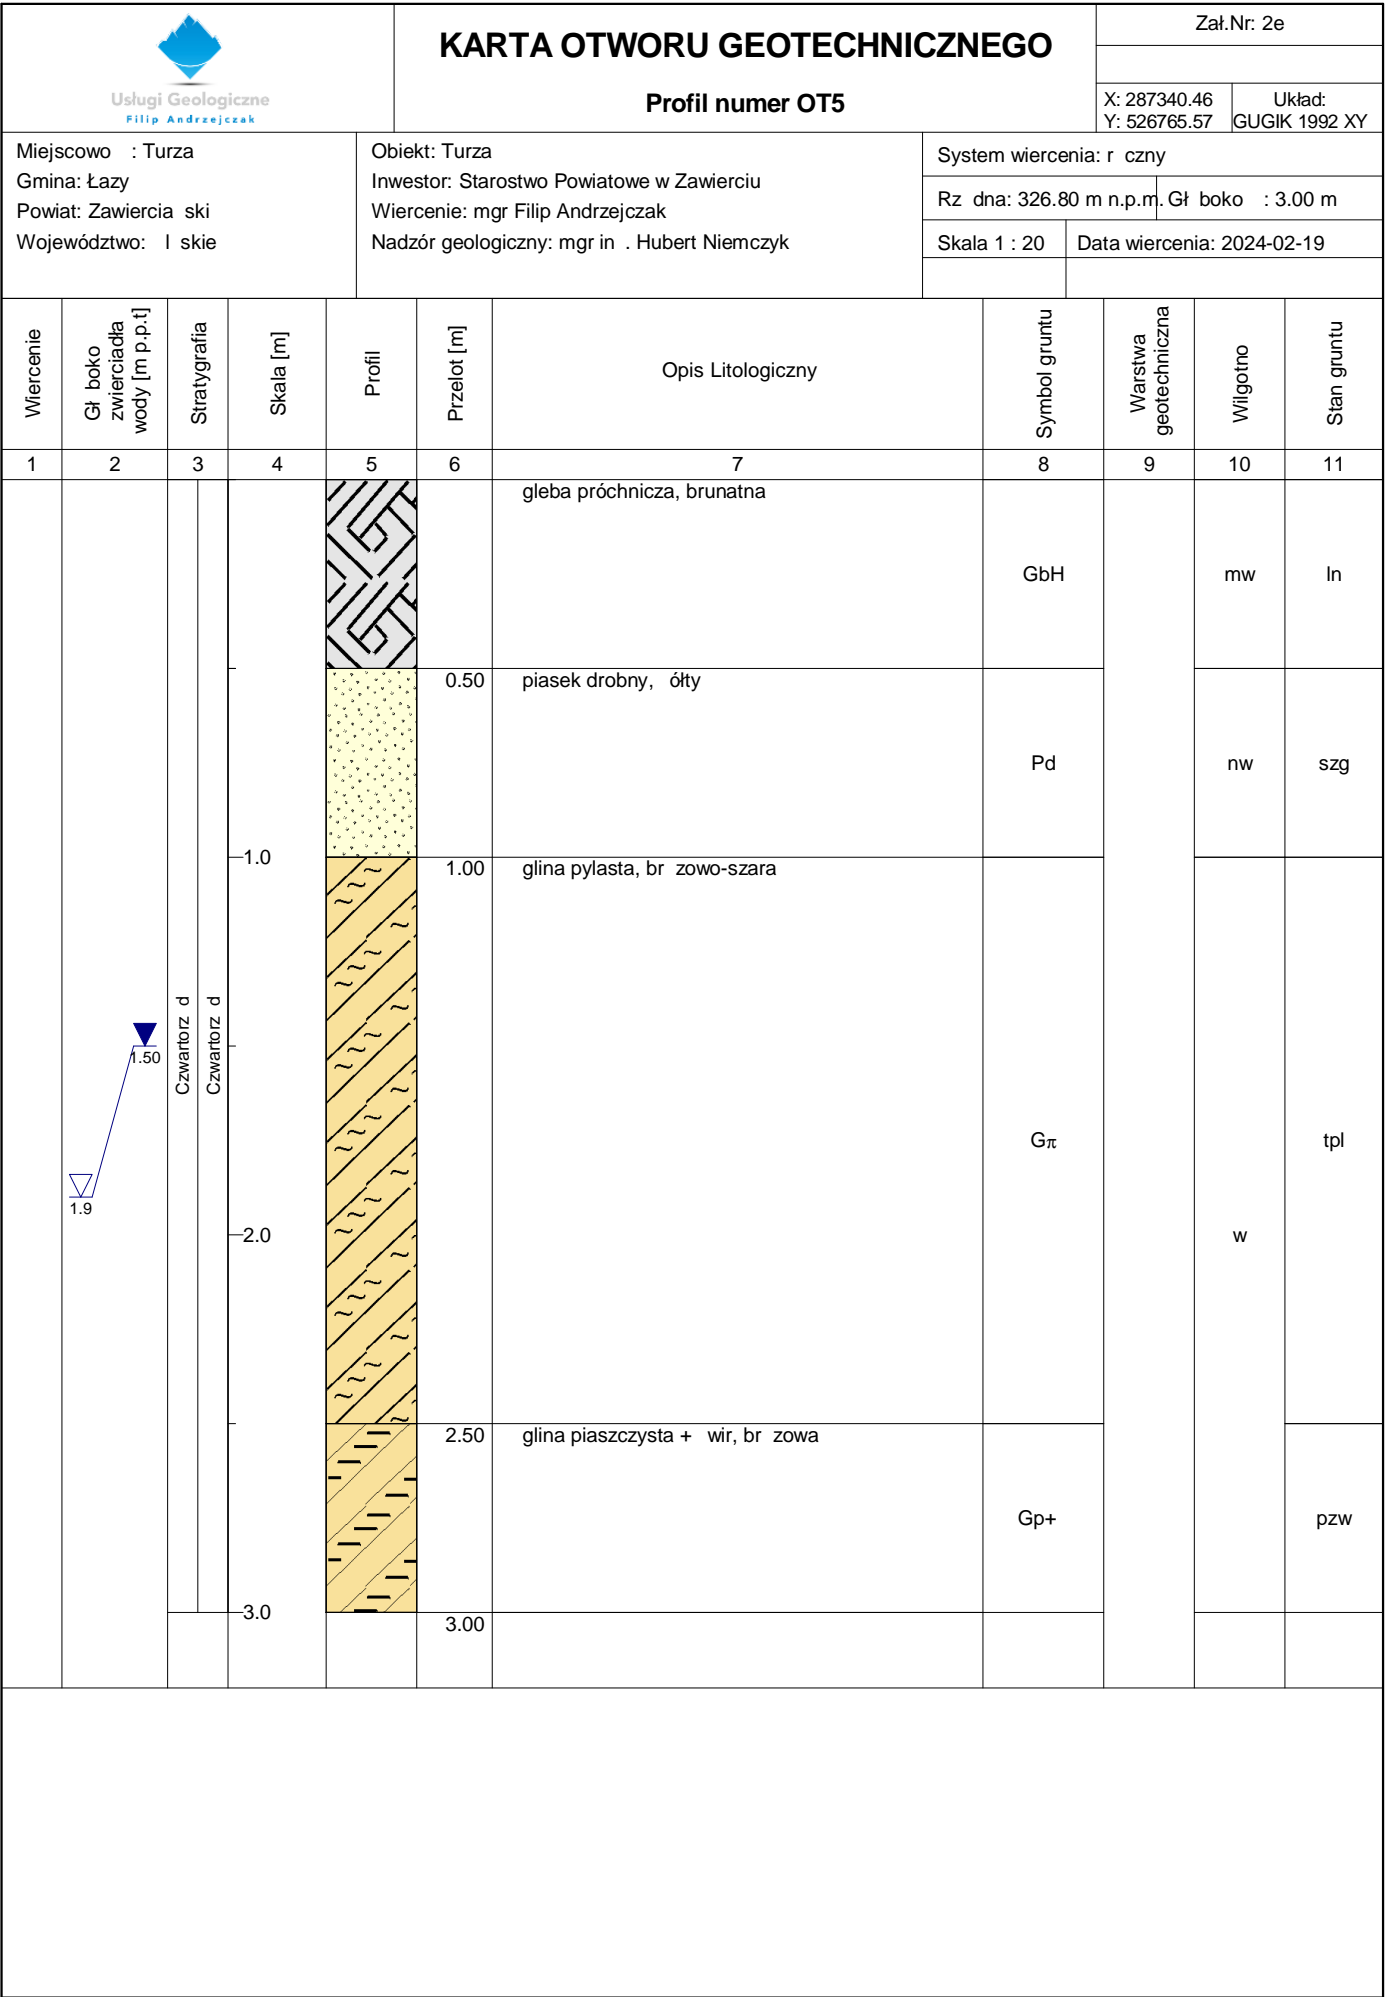 Usługi Geologiczne
Filip Andrzejczak
KARTA OTWORU GEOTECHNICZNEGO
Profil numer OT5
Zał.Nr: 2e
X: 287340.46
Y: 526765.57
Układ:
GUGIK 1992 XY
Miejscowo : Turza
Gmina: Łazy
Powiat: Zawiercia ski
Województwo: l skie
Obiekt: Turza
Inwestor: Starostwo Powiatowe w Zawierciu
Wiercenie: mgr Filip Andrzejczak
Nadzór geologiczny: mgr in . Hubert Niemczyk
System wiercenia: r czny
Rz dna: 326.80 m n.p.m.
Gł boko : 3.00 m
Skala 1 : 20
Data wiercenia: 2024-02-19
Wiercenie
Gł boko
zwierciadła
wody [m p.p.t]
Stratygrafia
Skala [m]
Profil
Przelot [m]
Opis Litologiczny
Symbol gruntu
Warstwa
geotechniczna
Wilgotno
Stan gruntu
1 2 3 4 5 6 7 8 9 10 11
gleba próchnicza, brunatna
GbH mw ln
0.50 piasek drobny, ółty
Pd nw szg
1.0
1.00 glina pylasta, br zowo-szara
Czwartorz d
Czwartorz d
1.50
Gπ tpl
1.9
2.0
w
2.50 glina piaszczysta + wir, br zowa
Gp+ pzw
3.0
3.00